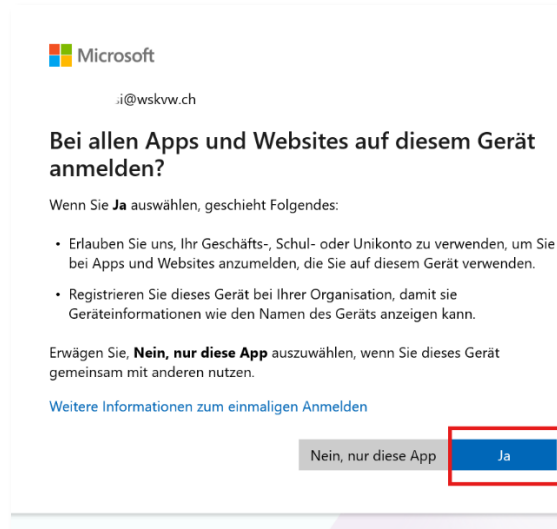 Microsoft
si@wskvw.ch
Bei allen Apps und Websites auf diesem Gerät
anmelden?
Wenn Sie Ja auswählen, geschieht Folgendes:
• Erlauben Sie uns, Ihr Geschäfts-, Schul- oder Unikonto zu verwenden, um Sie
bei Apps und Websites anzumelden, die Sie auf diesem Gerät verwenden.
• Registrieren Sie dieses Gerät bei Ihrer Organisation, damit sie
Geräteinformationen wie den Namen des Geräts anzeigen kann.
Erwägen Sie, Nein, nur diese App auszuwählen, wenn Sie dieses Gerät
gemeinsam mit anderen nutzen.
Weitere Informationen zum einmaligen Anmelden
Nein, nur diese App Ja